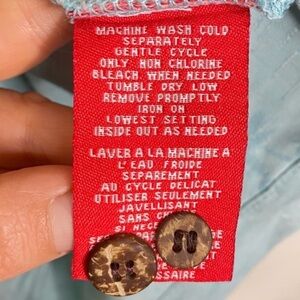 MACHINE WASH COLD
SEPARATELY
GENTLE CYCLE
ONLY NON CHLORINE
BLEACH WHEN NEEDED
TUMBLE DRY LOW
REMOVE PROMPTLY
IRON ON
LOWEST SETTING
INSIDE OUT AS NEEDED
LAVER A LA MACHINE A
L'EAU FROIDE
SEPAREMENT
AU CYCLE DELICAT
UTILISER SEULEMENT
JAVELLISANT
SANS
SI